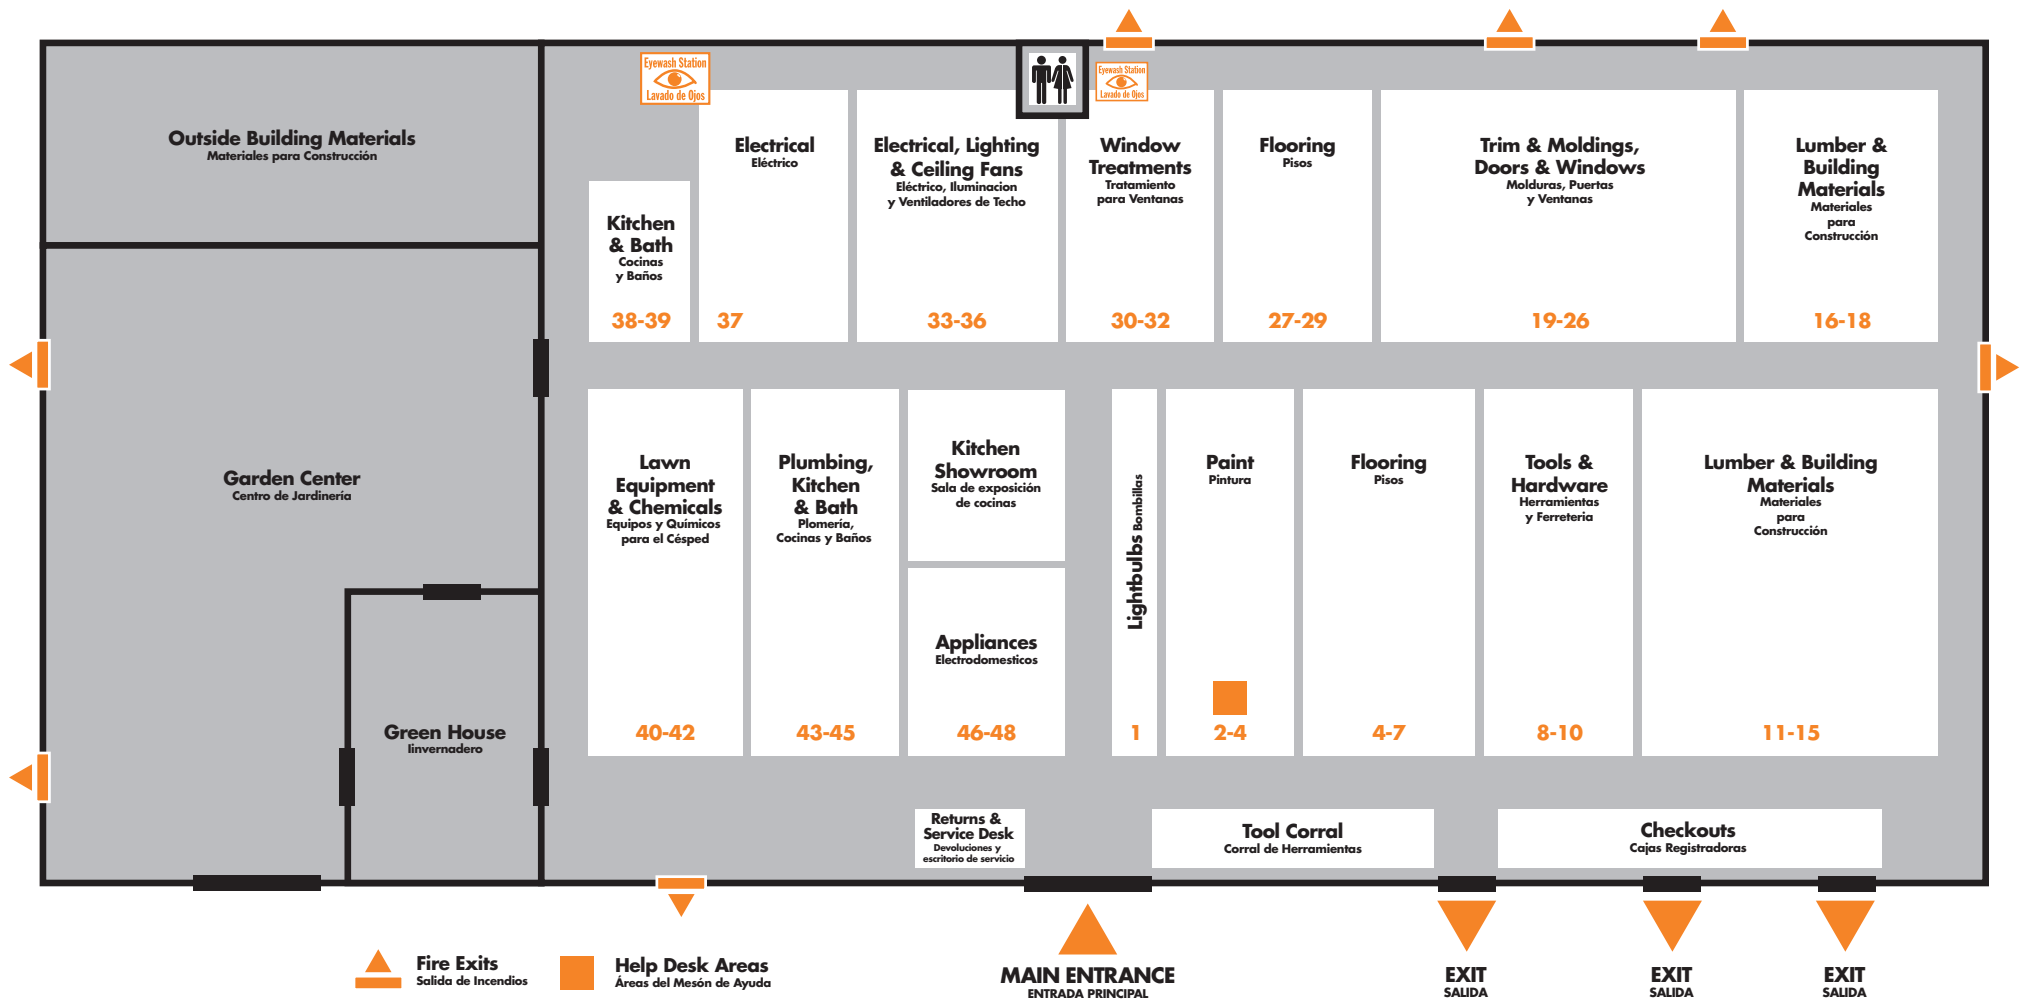 Eyewash Station
Lavado de Ojos
Eyewash Station
Lavado de Ojos
Outside Building Materials
Materiales para Construcción
Electrical
Eléctrico
Electrical, Lighting
& Ceiling Fans
Eléctrico, Iluminacion
y Ventiladores de Techo
Window
Treatments
Tratamiento
para Ventanas
Flooring
Pisos
Trim & Moldings,
Doors & Windows
Molduras, Puertas
y Ventanas
Lumber &
Building
Materials
Materiales
para
Construcción
Kitchen
& Bath
Cocinas
y Baños
38-39
37
33-36
30-32
27-29
19-26
16-18
Garden Center
Centro de Jardinería
Lawn
Equipment
& Chemicals
Equipos y Químicos
para el Césped
Plumbing,
Kitchen
& Bath
Plomería,
Cocinas y Baños
Kitchen
Showroom
Sala de exposición
de cocinas
Appliances
Electrodomesticos
Lightbulbs Bombillas
Paint
Pintura
Flooring
Pisos
Tools &
Hardware
Herramientas
y Ferreteria
Lumber & Building
Materials
Materiales
para
Construcción
40-42
43-45
46-48
1
2-4
4-7
8-10
11-15
Green House
Iinvernadero
Returns &
Service Desk
Devoluciones y
escritorio de servicio
Tool Corral
Corral de Herramientas
Checkouts
Cajas Registradoras
Fire Exits
Salida de Incendios
Help Desk Areas
Áreas del Mesón de Ayuda
MAIN ENTRANCE
ENTRADA PRINCIPAL
EXIT
SALIDA
EXIT
SALIDA
EXIT
SALIDA